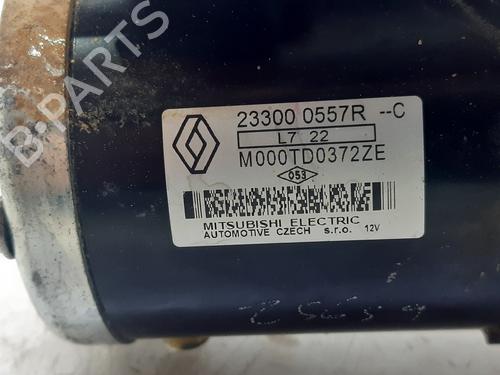 B-PARTS
23300 0557R --C
L7 22
M000TD0372ZE
053
MITSUBISHI ELECTRIC
AUTOMOTIVE CZECH s.r.o. 12V